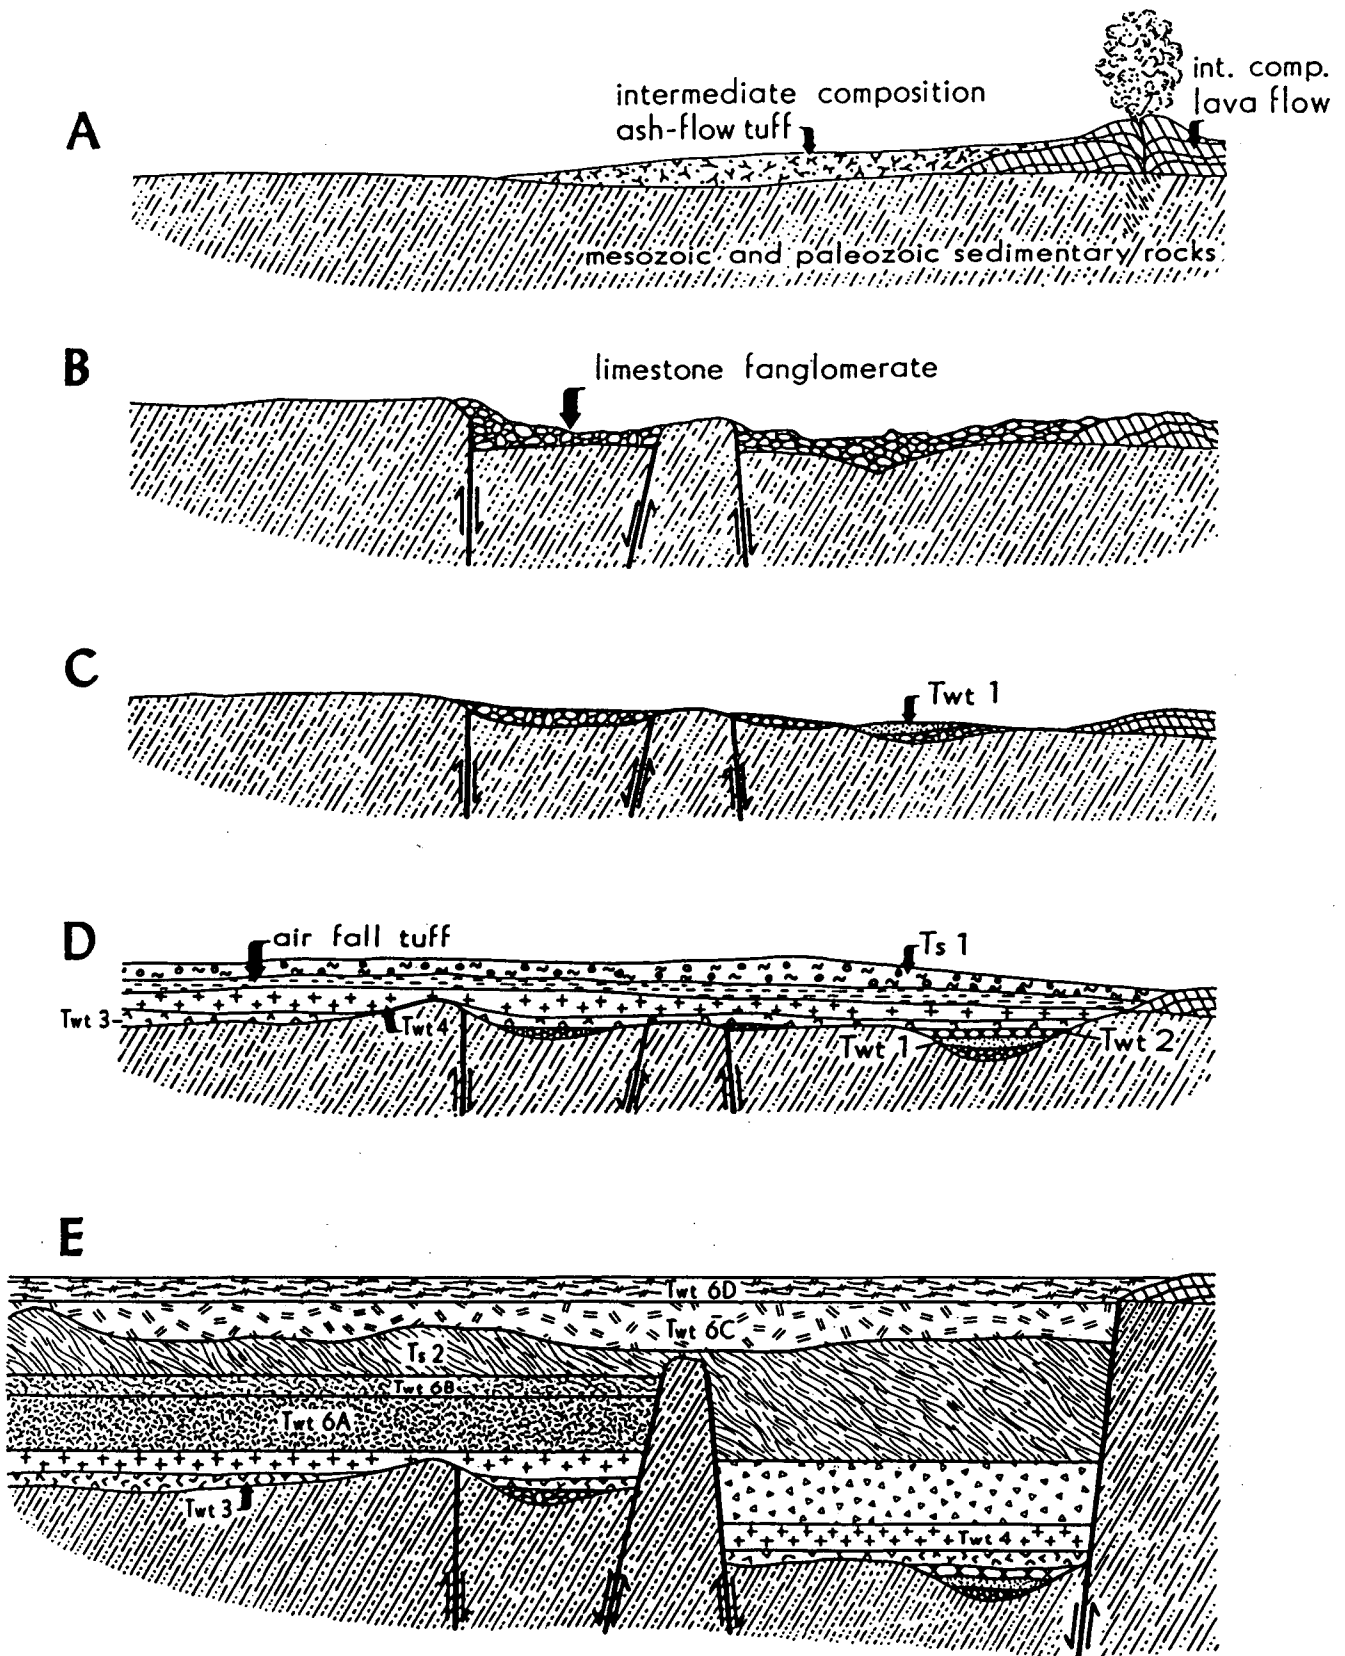 A
intermediate composition
ash-flow tuff
int. comp.
lava flow
mesozoic and paleozoic sedimentary rocks
B
limestone fanglomerate
C
Twt 1
D
air fall tuff
Ts 1
Twt 3
Twt 4
Twt 1
Twt 2
E
Twt 6D
Twt 6C
Ts 2
Twt 6B
Twt 6A
Twt 3
Twt 4